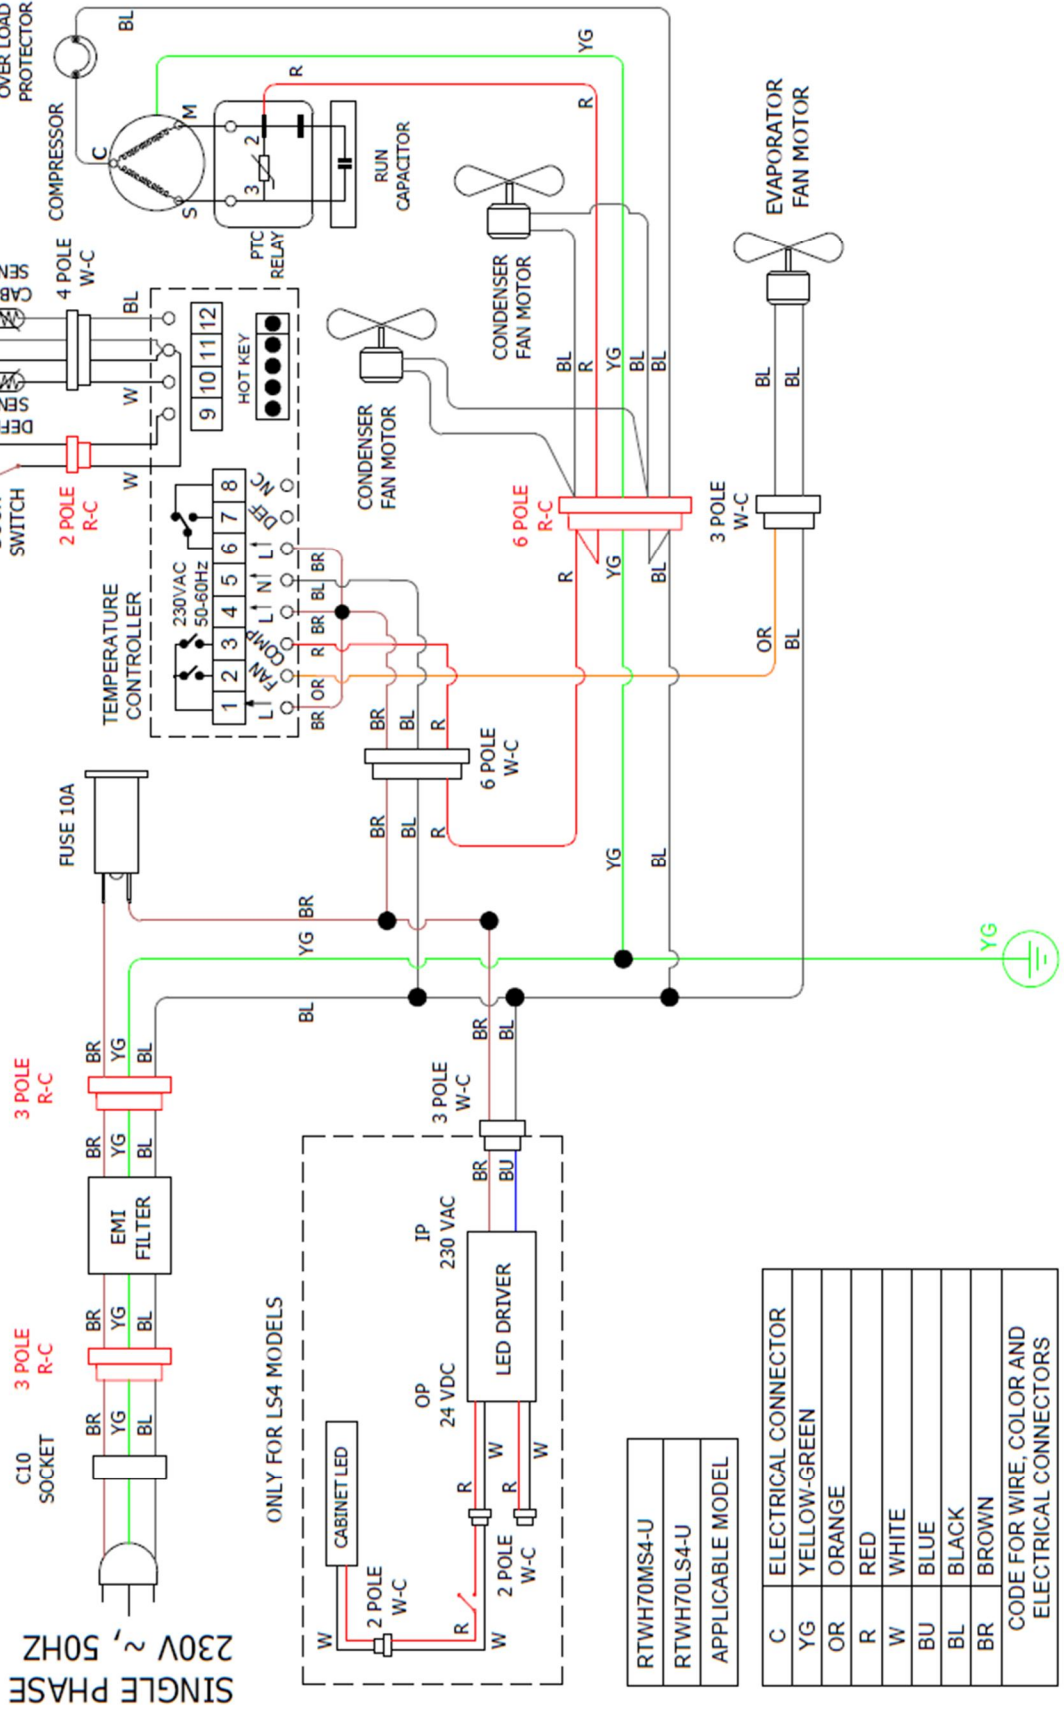 SINGLE PHASE
230V ~, 50HZ
C10
SOCKET
3 POLE
R-C
BR
YG
BL
BR
YG
BL
EMI
FILTER
BR
YG
BL
3 POLE
R-C
BR
YG
BL
FUSE 10A
BL
YG
BR
ONLY FOR LS4 MODELS
CABINET LED
2 POLE
W-C
W
R
W
2 POLE
W-C
R
W
R
W
OP
24 VDC
LED DRIVER
IP
230 VAC
BR
BU
3 POLE
W-C
BR
BL
TEMPERATURE
CONTROLLER
230VAC
50-60Hz
1
2
3
4
5
6
7
8
L
FAN
COMP
L
N
L
DEF
NC
BR
OR
R
BR
BL
BR
9
10
11
12
HOT KEY
SWITCH
2 POLE
R-C
W
DEF
SEN
W
CAB
SEN
4 POLE
W-C
BL
OVER LOAD
PROTECTOR
BL
COMPRESSOR
C
S
M
PTC
RELAY
3
2
R
RUN
CAPACITOR
YG
R
BR
BL
R
6 POLE
W-C
BR
BL
R
CONDENSER
FAN MOTOR
CONDENSER
FAN MOTOR
BL
R
YG
BL
BL
6 POLE
R-C
R
YG
BL
YG
BL
EVAPORATOR
FAN MOTOR
BL
BL
3 POLE
W-C
OR
BL
YG
RTWH70MS4-U
RTWH70LS4-U
APPLICABLE MODEL
C ELECTRICAL CONNECTOR
YG YELLOW-GREEN
OR ORANGE
R RED
W WHITE
BU BLUE
BL BLACK
BR BROWN
CODE FOR WIRE, COLOR AND
ELECTRICAL CONNECTORS